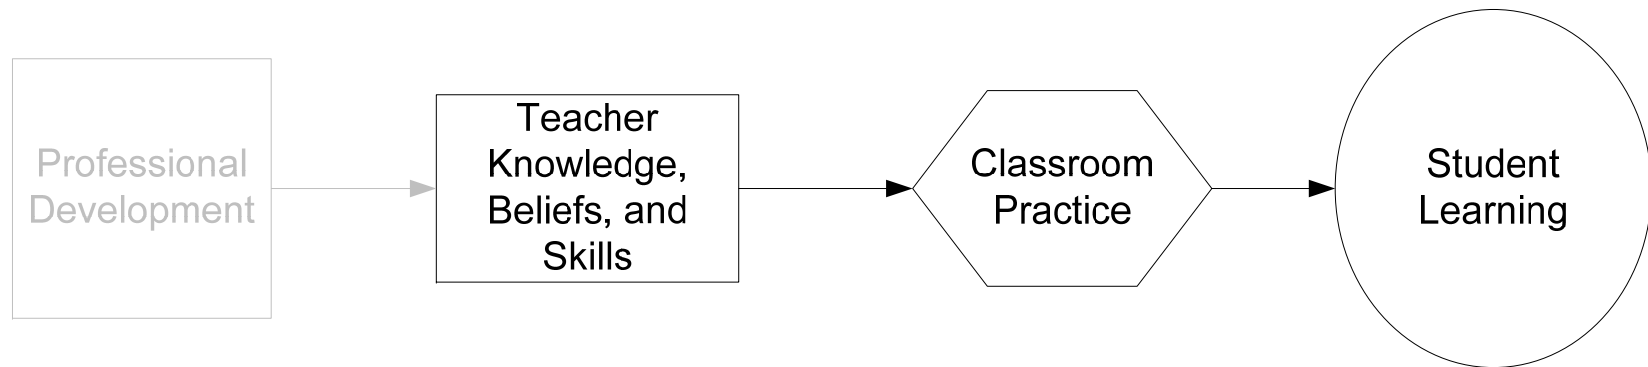 Professional
Development
Teacher
Knowledge,
Beliefs, and
Skills
Classroom
Practice
Student
Learning